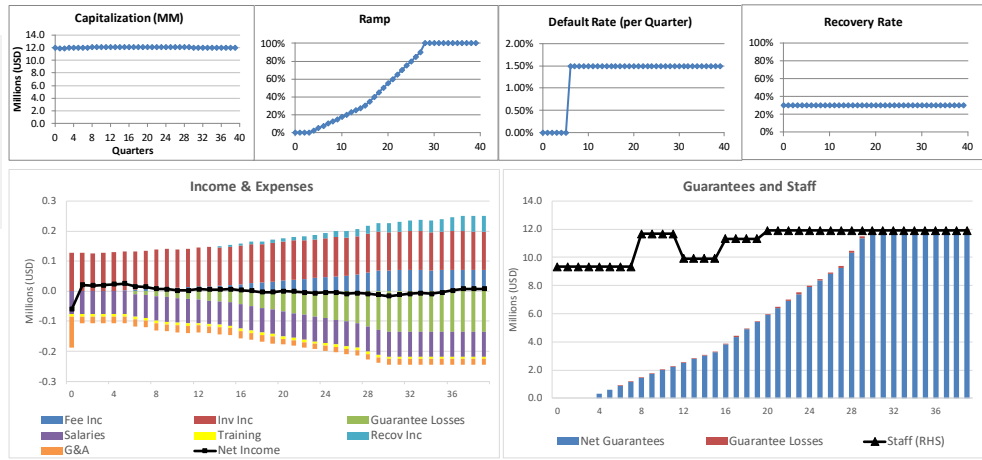 Capitalization (MM)
Millions (USD)
14.0
12.0
10.0
8.0
6.0
4.0
2.0
0.0
0 4 8 12 16 20 24 28 32 36 40
Quarters
Ramp
100%
80%
60%
40%
20%
0%
0 10 20 30 40
Default Rate (per Quarter)
2.00%
1.50%
1.00%
0.50%
0.00%
0 10 20 30 40
Recovery Rate
100%
80%
60%
40%
20%
0%
0 10 20 30 40
Income & Expenses
Millions (USD)
0.3
0.2
0.1
0.0
-0.1
-0.2
-0.3
0 4 8 12 16 20 24 28 32 36
Fee Inc Inv Inc Guarantee Losses
Salaries Training Recov Inc
G&A Net Income
Guarantees and Staff
Millions (USD)
14.0
12.0
10.0
8.0
6.0
4.0
2.0
0.0
0 4 8 12 16 20 24 28 32 36
Net Guarantees Guarantee Losses Staff (RHS)